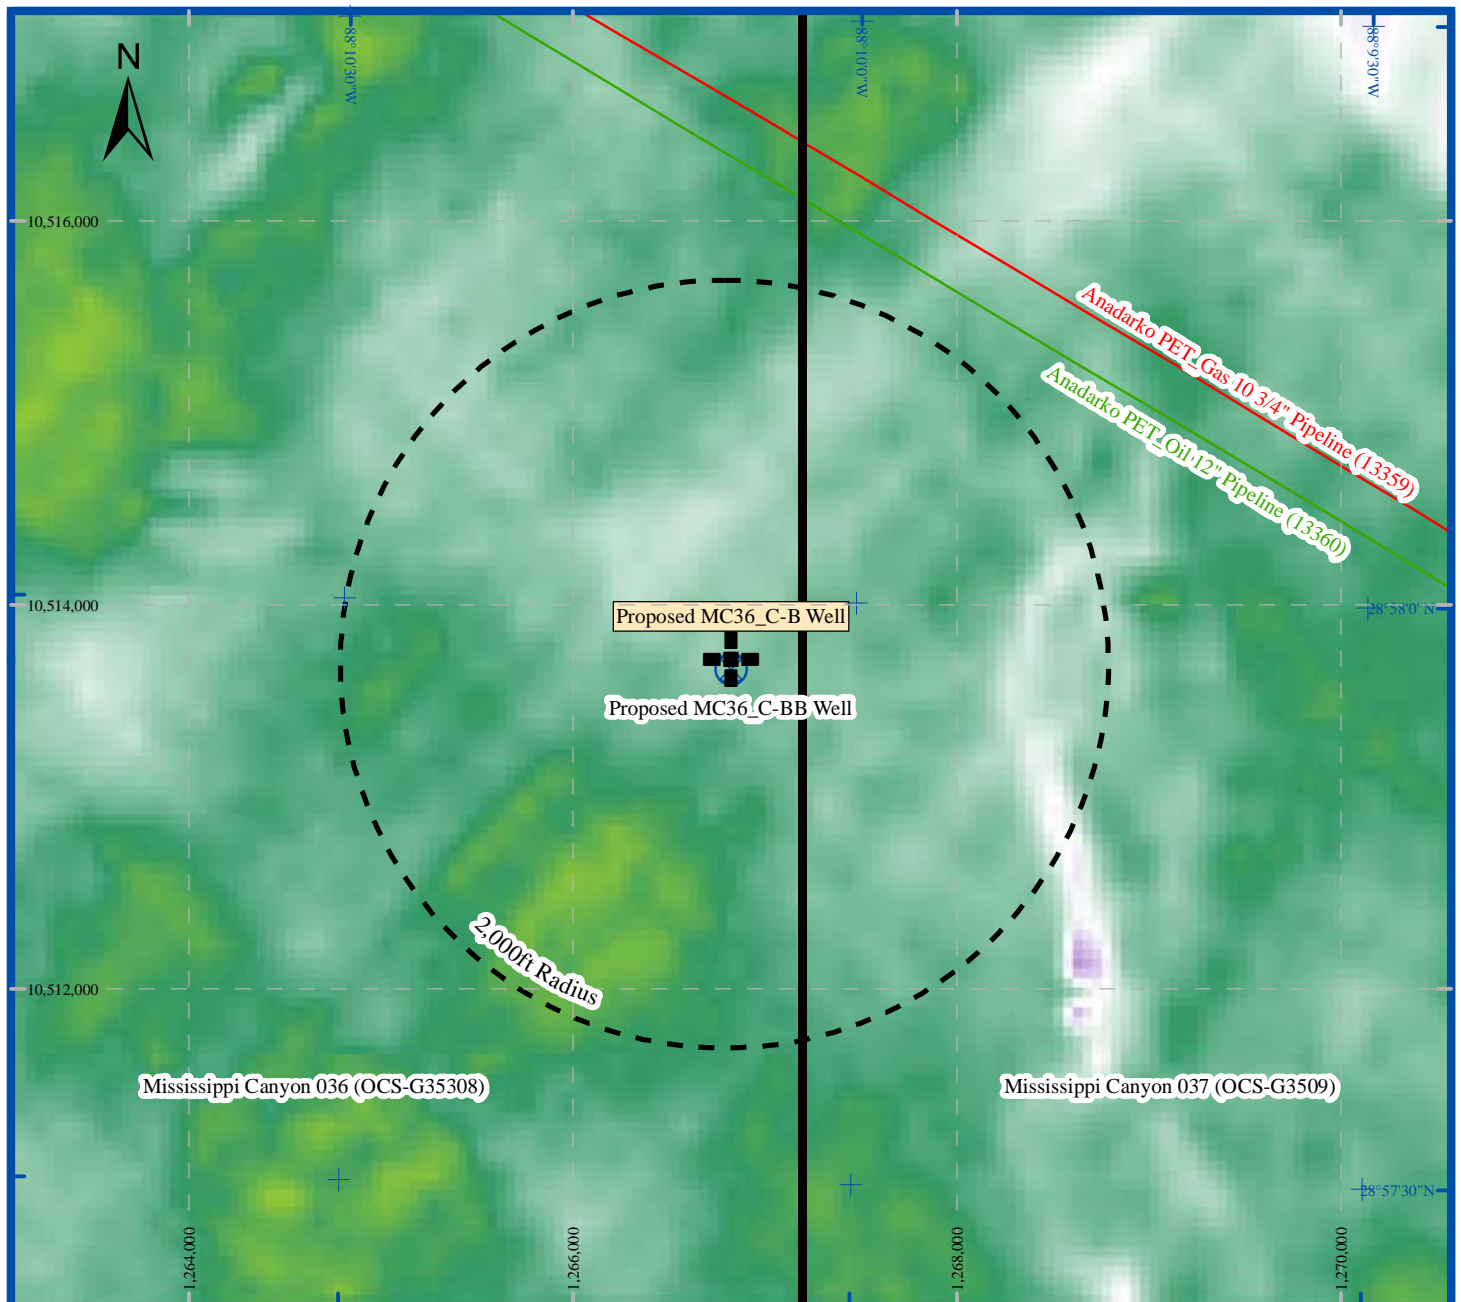 N
88°10'30"W
88°10'0"W
88°9'30"W
10,516,000
Anadarko PET_Gas 10 3/4" Pipeline (13359)
Anadarko PET_Oil 12" Pipeline (13360)
10,514,000
28°58'0"N
Proposed MC36_C-B Well
Proposed MC36_C-BB Well
2,000ft Radius
10,512,000
Mississippi Canyon 036 (OCS-G35308)
Mississippi Canyon 037 (OCS-G3509)
28°57'30"N
1,264,000
1,266,000
1,268,000
1,270,000